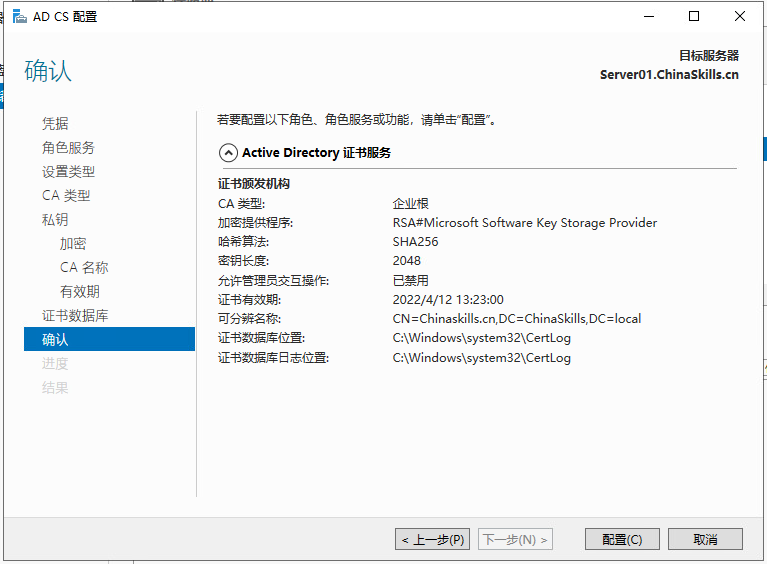 AD CS 配置
确认
目标服务器
Server01.ChinaSkills.cn
凭据
角色服务
设置类型
CA 类型
私钥
加密
CA 名称
有效期
证书数据库
确认
进度
结果
若要配置以下角色、角色服务或功能，请单击“配置”。
Active Directory 证书服务
证书颁发机构
CA 类型: 企业根
加密提供程序: RSA#Microsoft Software Key Storage Provider
哈希算法: SHA256
密钥长度: 2048
允许管理员交互操作: 已禁用
证书有效期: 2022/4/12 13:23:00
可分辨名称: CN=Chinaskills.cn,DC=ChinaSkills,DC=local
证书数据库位置: C:\Windows\system32\CertLog
证书数据库日志位置: C:\Windows\system32\CertLog
< 上一步(P) 下一步(N) > 配置(C) 取消